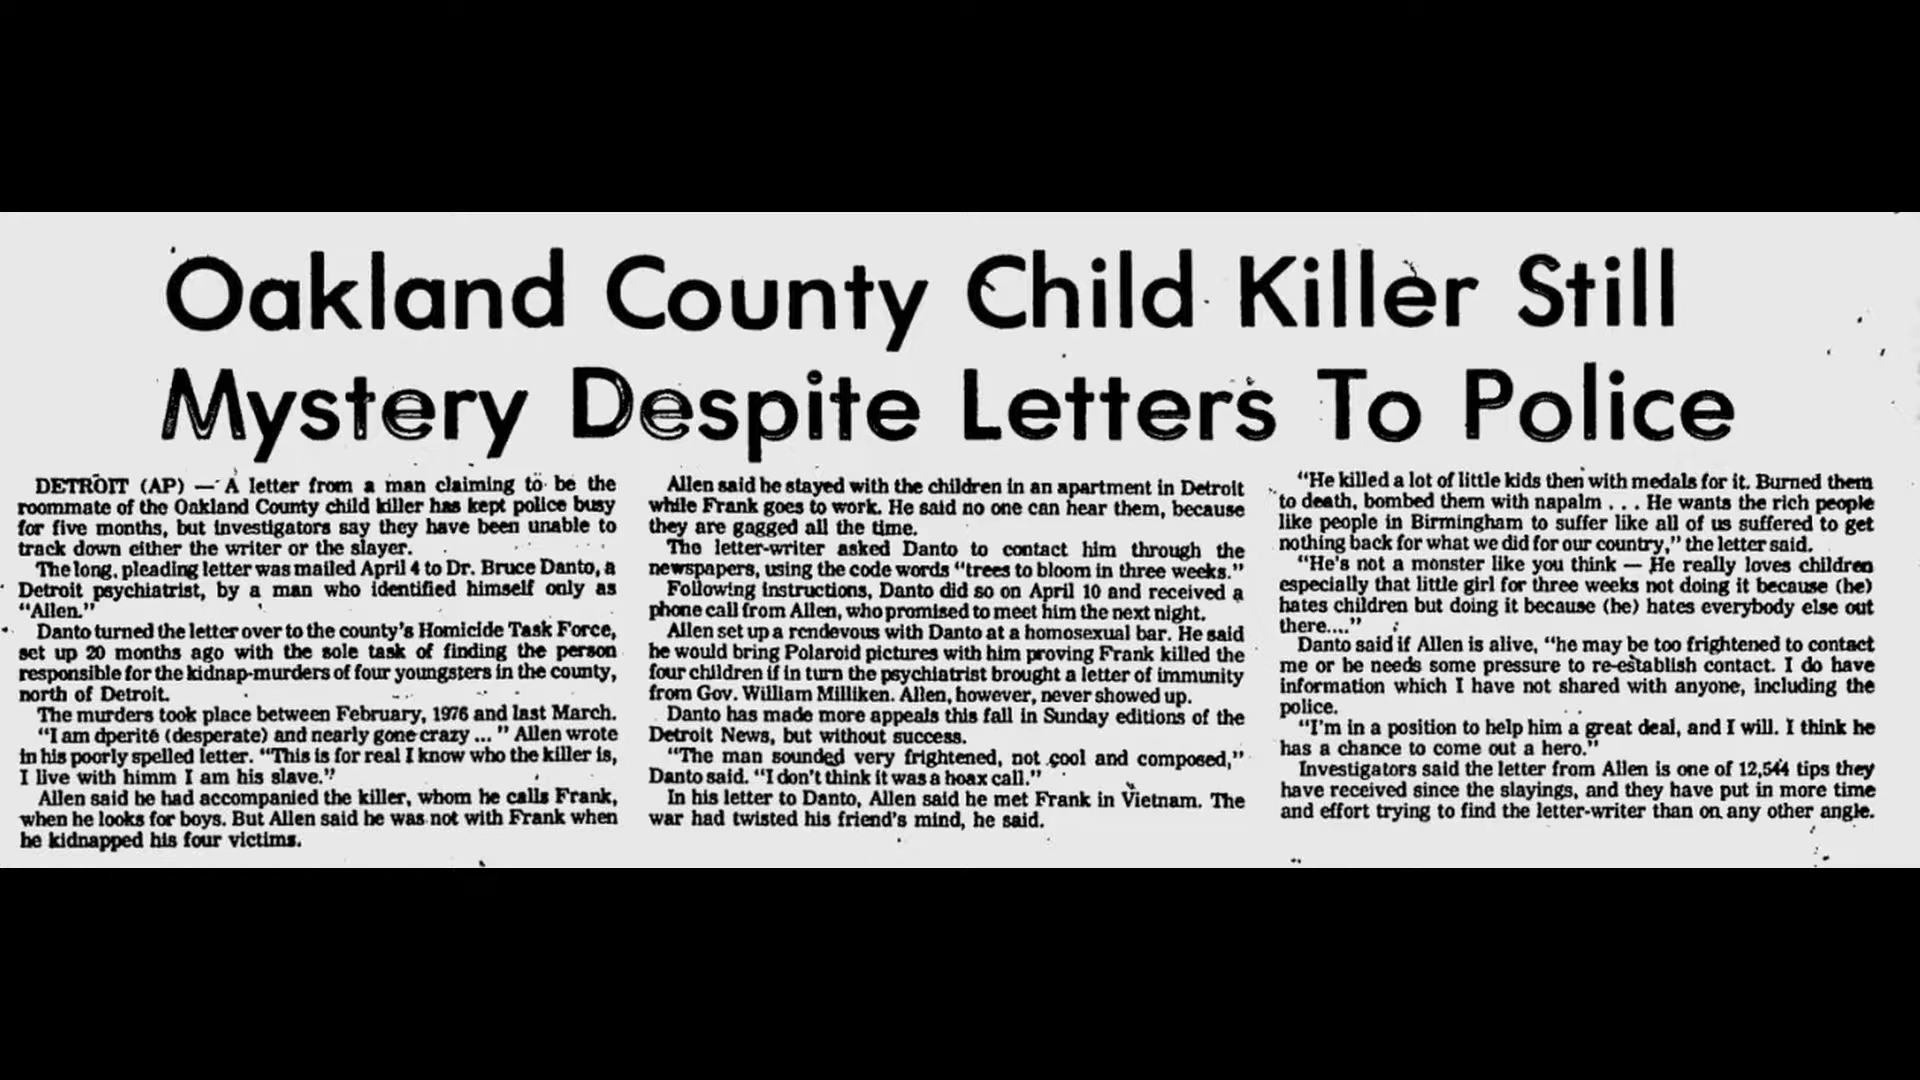 Oakland County Child Killer Still
Mystery Despite Letters To Police
DETROIT (AP) — A letter from a man claiming to be the
roommate of the Oakland County child killer has kept police busy
for five months, but investigators say they have been unable to
track down either the writer or the slayer.
The long, pleading letter was mailed April 4 to Dr. Bruce Danto, a
Detroit psychiatrist, by a man who identified himself only as
“Allen.”
Danto turned the letter over to the county’s Homicide Task Force,
set up 20 months ago with the sole task of finding the person
responsible for the kidnap-murders of four youngsters in the county,
north of Detroit.
The murders took place between February, 1976 and last March.
“I am dperite (desperate) and nearly gone crazy ... ” Allen wrote
in his poorly spelled letter. “This is for real I know who the killer is,
I live with himm I am his slave.”
Allen said he had accompanied the killer, whom he calls Frank,
when he looks for boys. But Allen said he was not with Frank when
he kidnapped his four victims.
Allen said he stayed with the children in an apartment in Detroit
while Frank goes to work. He said no one can hear them, because
they are gagged all the time.
The letter-writer asked Danto to contact him through the
newspapers, using the code words “trees to bloom in three weeks.”
Following instructions, Danto did so on April 10 and received a
phone call from Allen, who promised to meet him the next night.
Allen set up a rendevous with Danto at a homosexual bar. He said
he would bring Polaroid pictures with him proving Frank killed the
four children if in turn the psychiatrist brought a letter of immunity
from Gov. William Milliken. Allen, however, never showed up.
Danto has made more appeals this fall in Sunday editions of the
Detroit News, but without success.
“The man sounded very frightened, not cool and composed,”
Danto said. “I don’t think it was a hoax call.”
In his letter to Danto, Allen said he met Frank in Vietnam. The
war had twisted his friend’s mind, he said.
“He killed a lot of little kids then with medals for it. Burned them
to death, bombed them with napalm . . . He wants the rich people
like people in Birmingham to suffer like all of us suffered to get
nothing back for what we did for our country,” the letter said.
“He’s not a monster like you think — He really loves children
especially that little girl for three weeks not doing it because (he)
hates children but doing it because (he) hates everybody else out
there....”
Danto said if Allen is alive, “he may be too frightened to contact
me or he needs some pressure to re-establish contact. I do have
information which I have not shared with anyone, including the
police.
“I’m in a position to help him a great deal, and I will. I think he
has a chance to come out a hero.”
Investigators said the letter from Allen is one of 12,544 tips they
have received since the slayings, and they have put in more time
and effort trying to find the letter-writer than on any other angle.